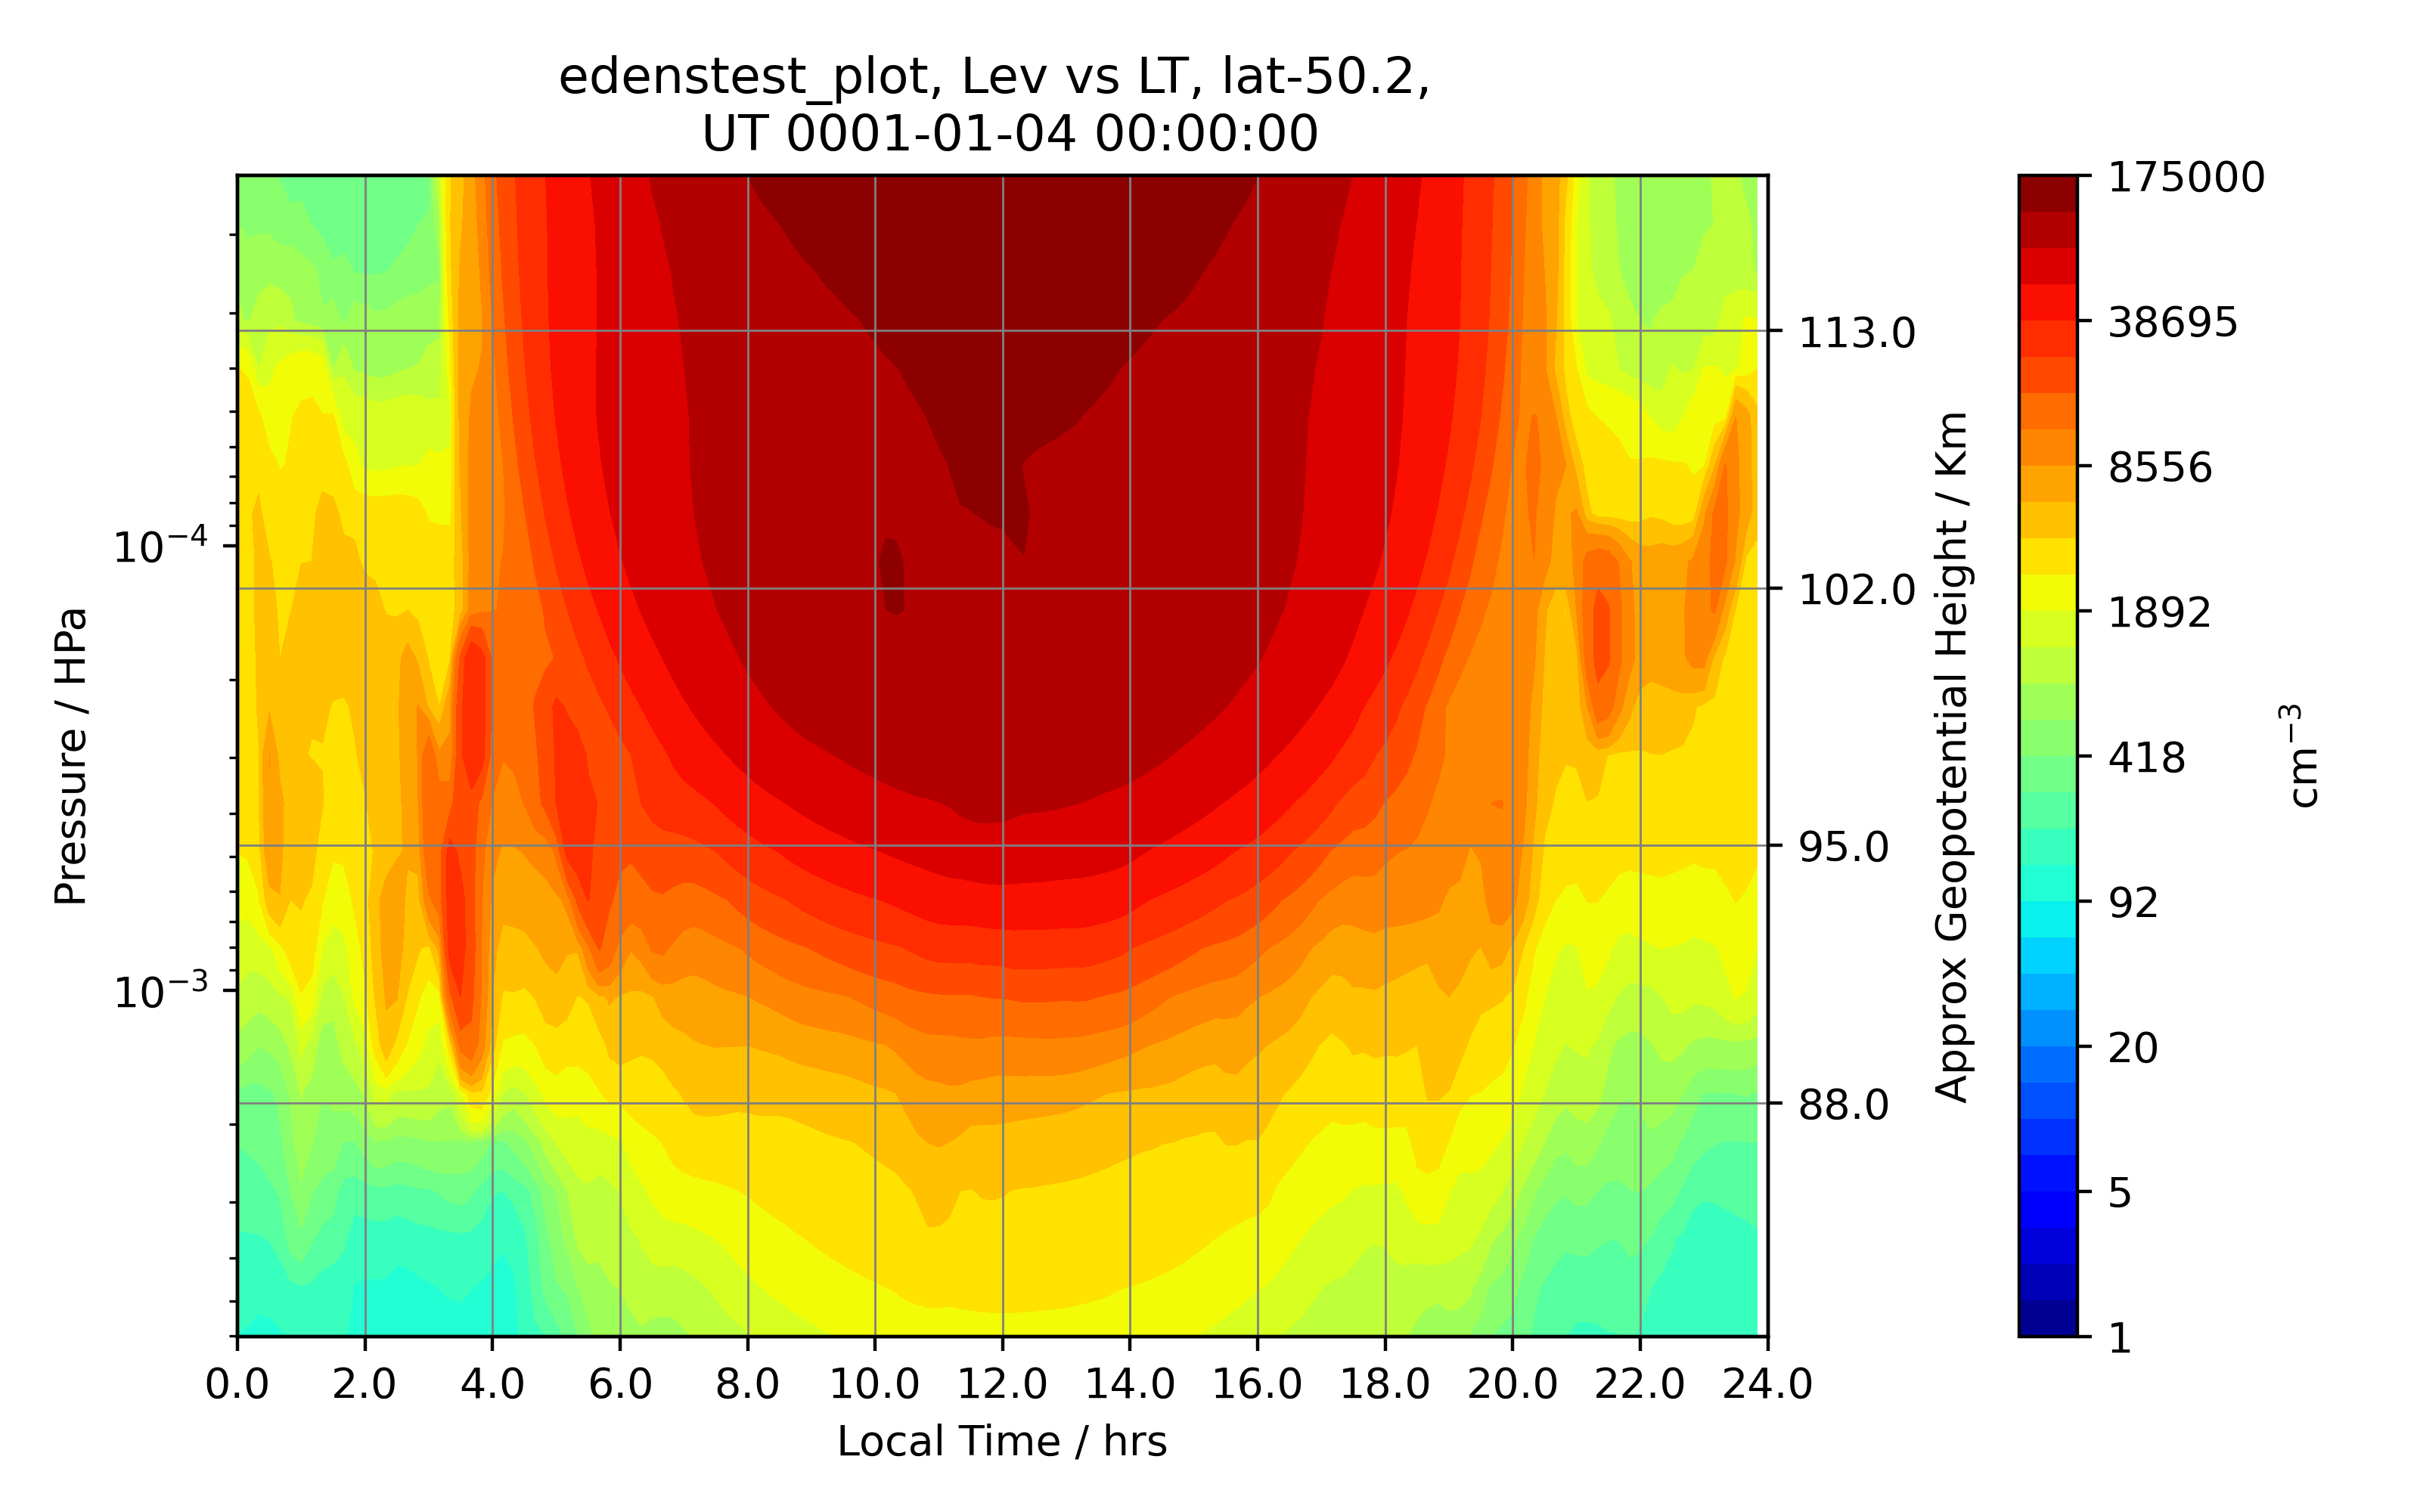 edenstest_plot, Lev vs LT, lat-50.2,
UT 0001-01-04 00:00:00
Pressure / HPa
10⁻⁴
10⁻³
0.0 2.0 4.0 6.0 8.0 10.0 12.0 14.0 16.0 18.0 20.0 22.0 24.0
Local Time / hrs
113.0
102.0
95.0
88.0
Approx Geopotential Height / Km
175000
38695
8556
1892
418
92
20
5
1
cm⁻³